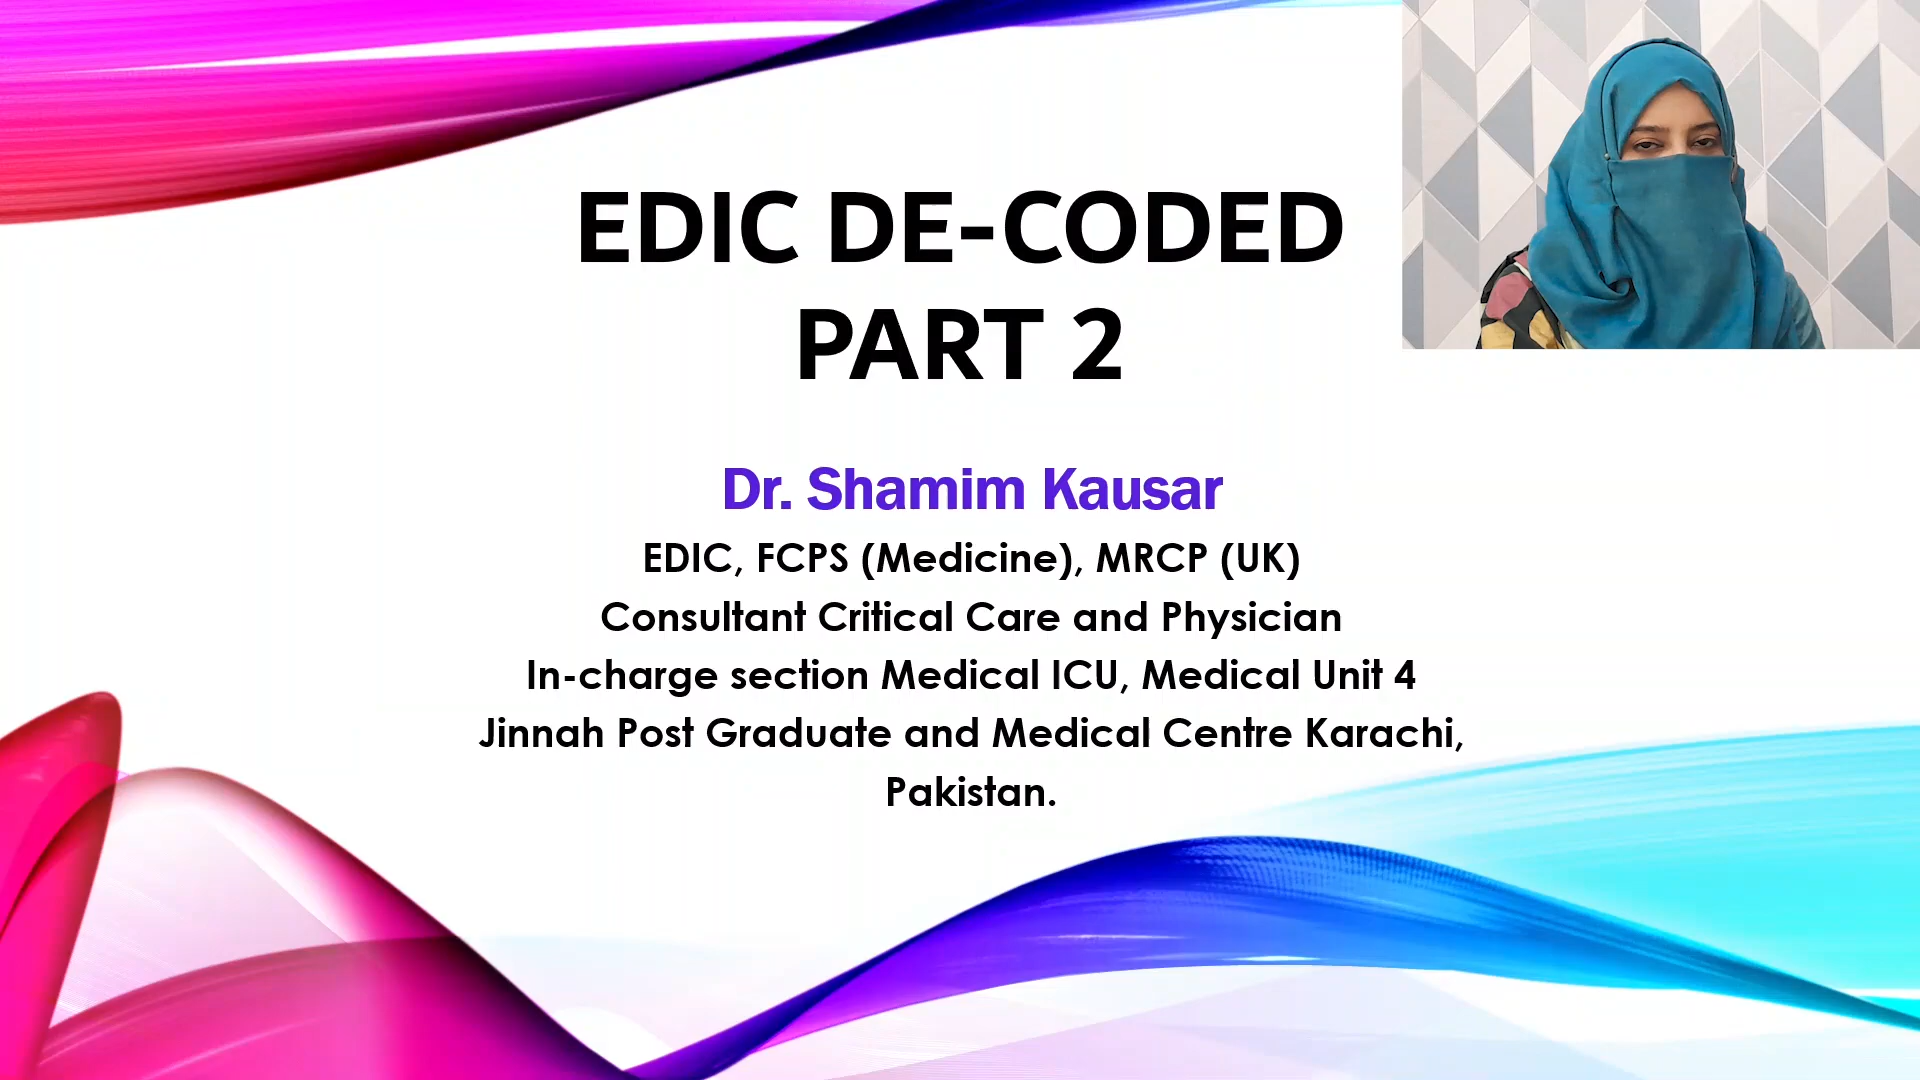 EDIC DE-CODED
PART 2
Dr. Shamim Kausar
EDIC, FCPS (Medicine), MRCP (UK)
Consultant Critical Care and Physician
In-charge section Medical ICU, Medical Unit 4
Jinnah Post Graduate and Medical Centre Karachi,
Pakistan.